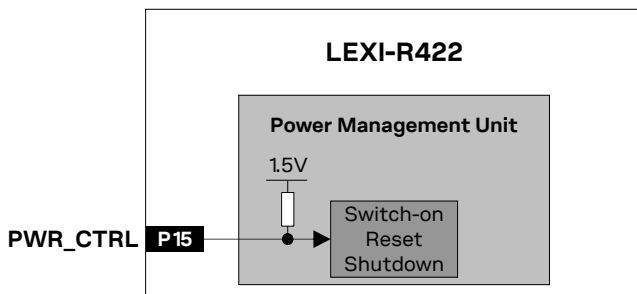 LEXI-R422
Power Management Unit
1.5V
PWR_CTRL P15
Switch-on
Reset
Shutdown